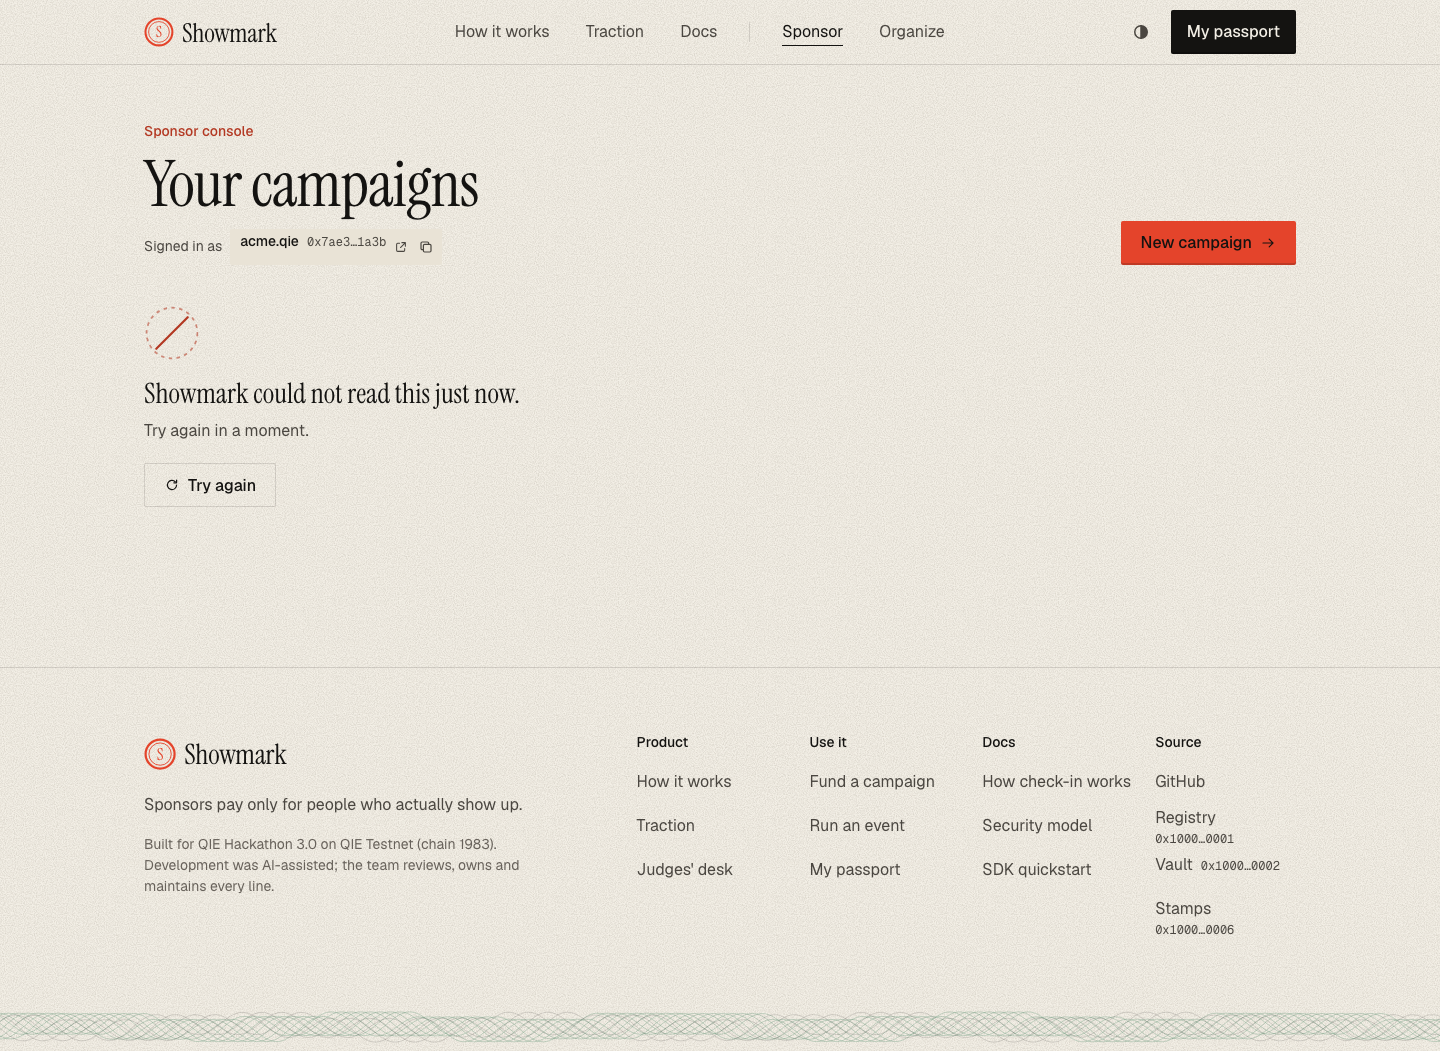 S Showmark
How it works
Traction
Docs
Sponsor
Organize
My passport
Sponsor console
Your campaigns
Signed in as acme.qie 0x7ae3…1a3b
New campaign →
Showmark could not read this just now.
Try again in a moment.
Try again
S Showmark
Sponsors pay only for people who actually show up.
Built for QIE Hackathon 3.0 on QIE Testnet (chain 1983).
Development was AI-assisted; the team reviews, owns and
maintains every line.
Product
How it works
Traction
Judges' desk
Use it
Fund a campaign
Run an event
My passport
Docs
How check-in works
Security model
SDK quickstart
Source
GitHub
Registry
0x1000…0001
Vault 0x1000…0002
Stamps
0x1000…0006